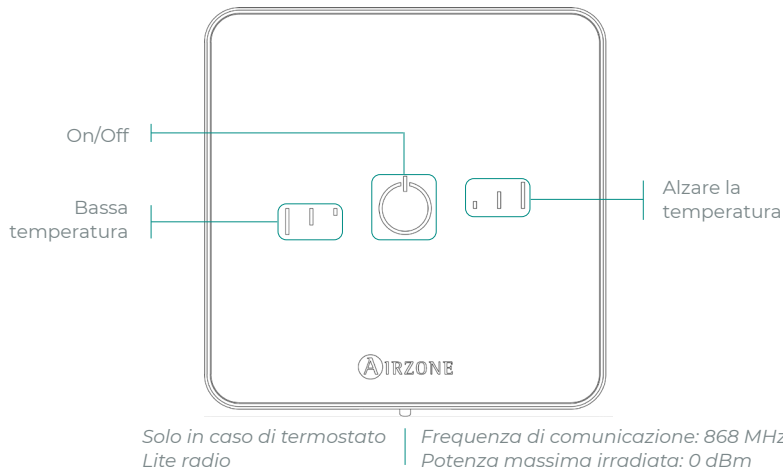 On/Off
Bassa
temperatura
Alzare la
temperatura
AIRZONE
Solo in caso di termostato
Lite radio
Frequenza di comunicazione: 868 MHz
Potenza massima irradiata: 0 dBm